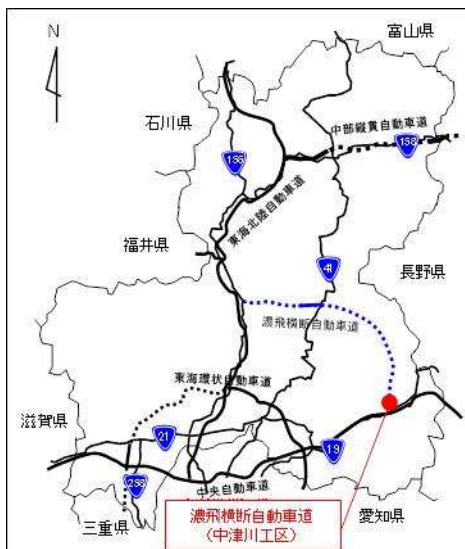 N
富山県
石川県
中部縦貫自動車道
158
156
東海北陸自動車道
福井県
41
長野県
濃飛横断自動車道
東海環状自動車道
滋賀県
21
19
258
中央自動車道
愛知県
三重県
濃飛横断自動車道
(中津川工区)